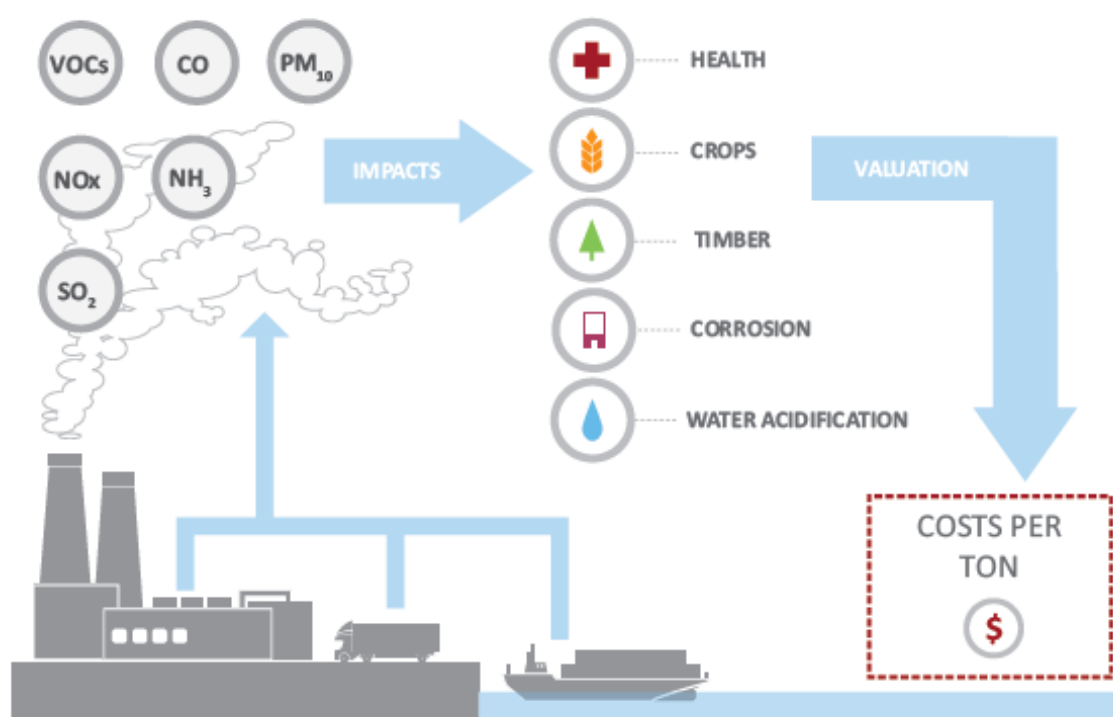 VOCs
CO
PM10
NOx
NH3
SO2
IMPACTS
HEALTH
CROPS
TIMBER
CORROSION
WATER ACIDIFICATION
VALUATION
COSTS PER
TON
$